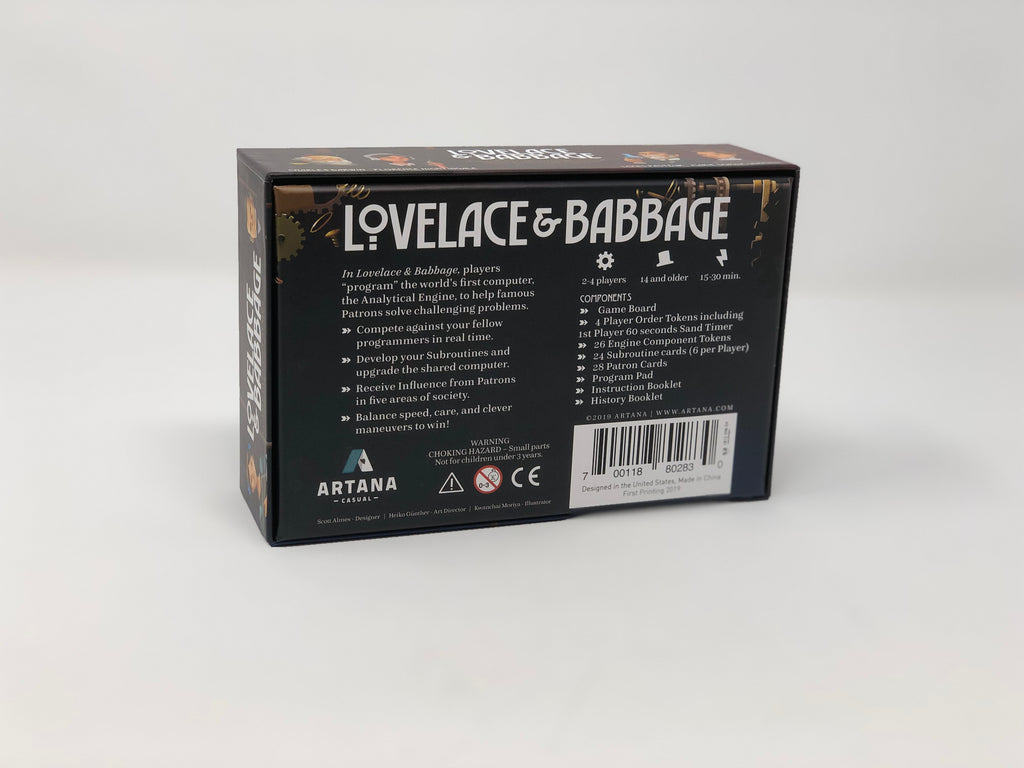 LOVELACE
& BABBAGE
LOVELACE
& BABBAGE
LOVELACE & BABBAGE
In Lovelace & Babbage, players
“program” the world's first computer,
the Analytical Engine, to help famous
Patrons solve challenging problems.
» Compete against your fellow
programmers in real time.
» Develop your Subroutines and
upgrade the shared computer.
» Receive Influence from Patrons
in five areas of society.
» Balance speed, care, and clever
maneuvers to win!
2-4 players 14 and older 15-30 min.
COMPONENTS
» Game Board
» 4 Player Order Tokens including
1st Player 60 seconds Sand Timer
» 26 Engine Component Tokens
» 24 Subroutine cards (6 per Player)
» 28 Patron Cards
» Program Pad
» Instruction Booklet
» History Booklet
©2019 ARTANA | WWW.ARTANA.COM
WARNING
CHOKING HAZARD – Small parts
Not for children under 3 years.
0-3
CE
ARTANA
– CASUAL –
7 00118 80283 0
Designed in the United States, Made in China
First Printing 2019
Scott Almes - Designer | Heiko Günther - Art Director | Kwanchai Moriya - Illustrator